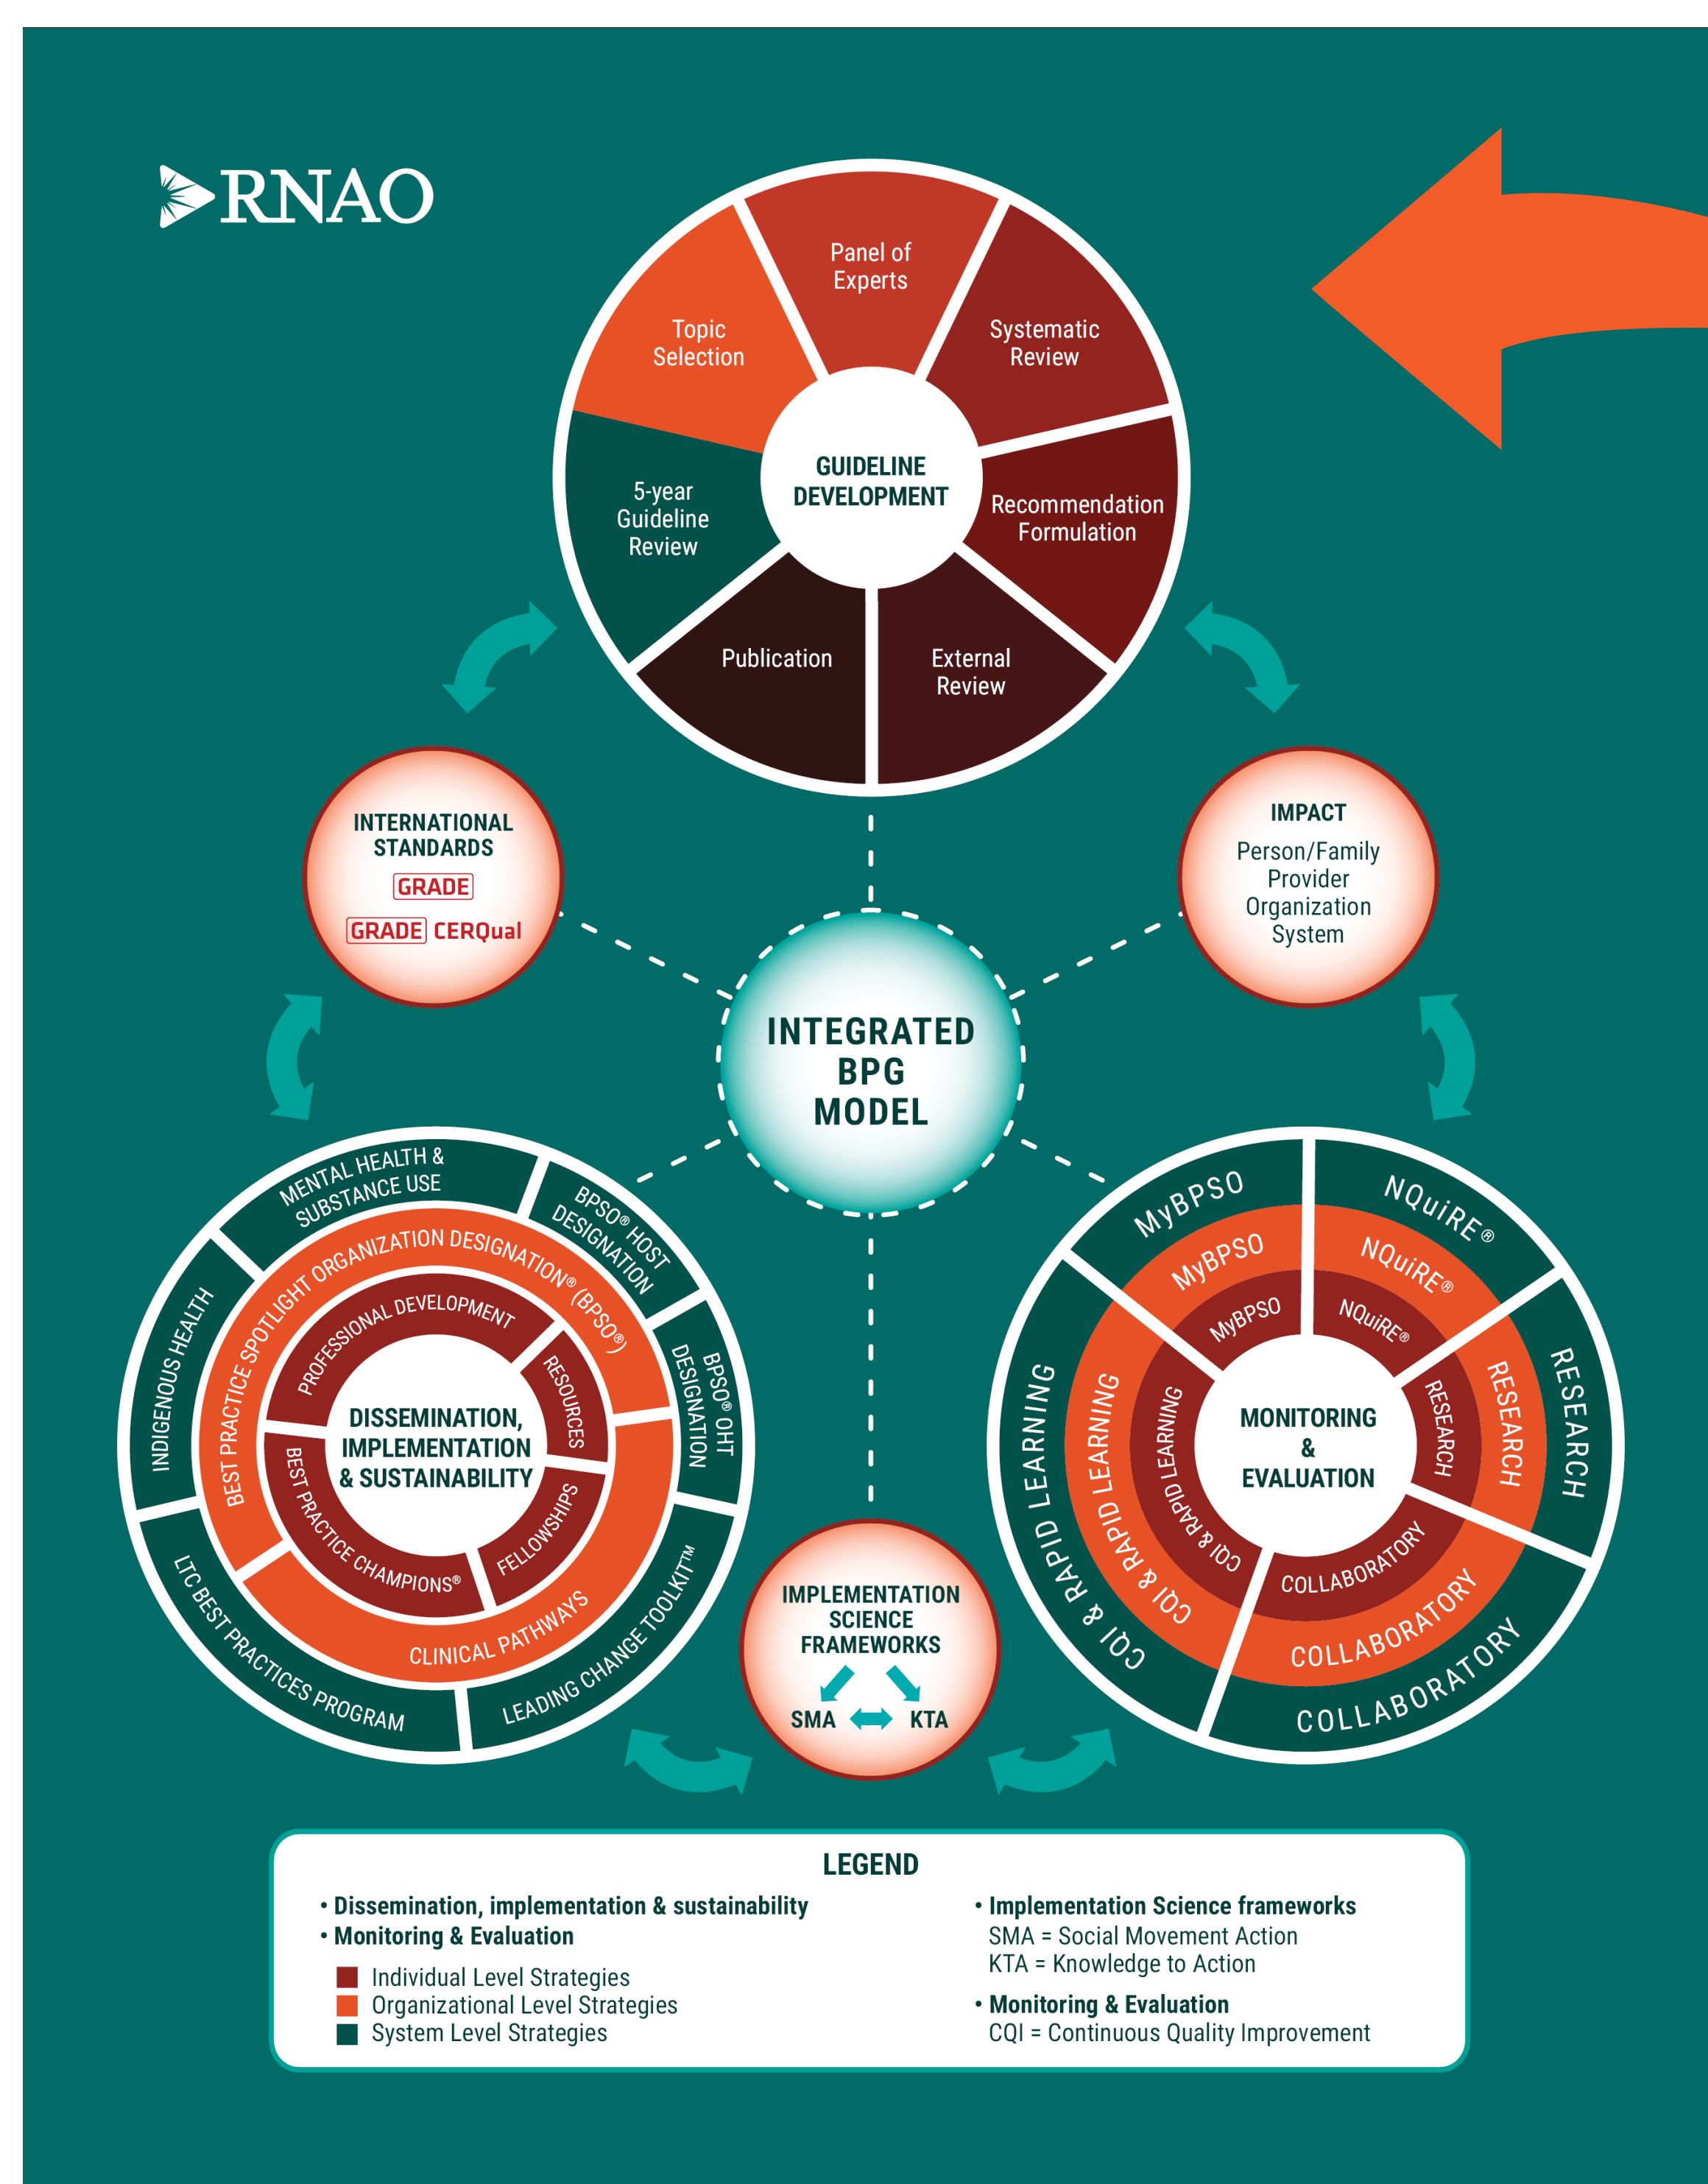 RNAO
Panel of
Experts
Topic
Selection
Systematic
Review
GUIDELINE
DEVELOPMENT
5-year
Guideline
Review
Recommendation
Formulation
Publication
External
Review
INTERNATIONAL
STANDARDS
GRADE
GRADE CERQual
IMPACT
Person/Family
Provider
Organization
System
INTEGRATED
BPG
MODEL
MENTAL HEALTH &
SUBSTANCE USE
BPSO® HOST
DESIGNATION
BPSO® OHT
DESIGNATION
LEADING CHANGE TOOLKIT™
LTC BEST PRACTICES PROGRAM
INDIGENOUS HEALTH
BEST PRACTICE SPOTLIGHT ORGANIZATION DESIGNATION® (BPSO®)
CLINICAL PATHWAYS
PROFESSIONAL DEVELOPMENT
RESOURCES
FELLOWSHIPS
BEST PRACTICE CHAMPIONS®
DISSEMINATION,
IMPLEMENTATION
& SUSTAINABILITY
MyBPSO
NQuiRE®
RESEARCH
COLLABORATORY
CQI & RAPID LEARNING
MyBPSO
NQuiRE®
RESEARCH
COLLABORATORY
CQI & RAPID LEARNING
MyBPSO
NQuiRE®
RESEARCH
COLLABORATORY
CQI & RAPID LEARNING
MONITORING
&
EVALUATION
IMPLEMENTATION
SCIENCE
FRAMEWORKS
SMA KTA
LEGEND
• Dissemination, implementation & sustainability
• Monitoring & Evaluation
Individual Level Strategies
Organizational Level Strategies
System Level Strategies
• Implementation Science frameworks
SMA = Social Movement Action
KTA = Knowledge to Action
• Monitoring & Evaluation
CQI = Continuous Quality Improvement